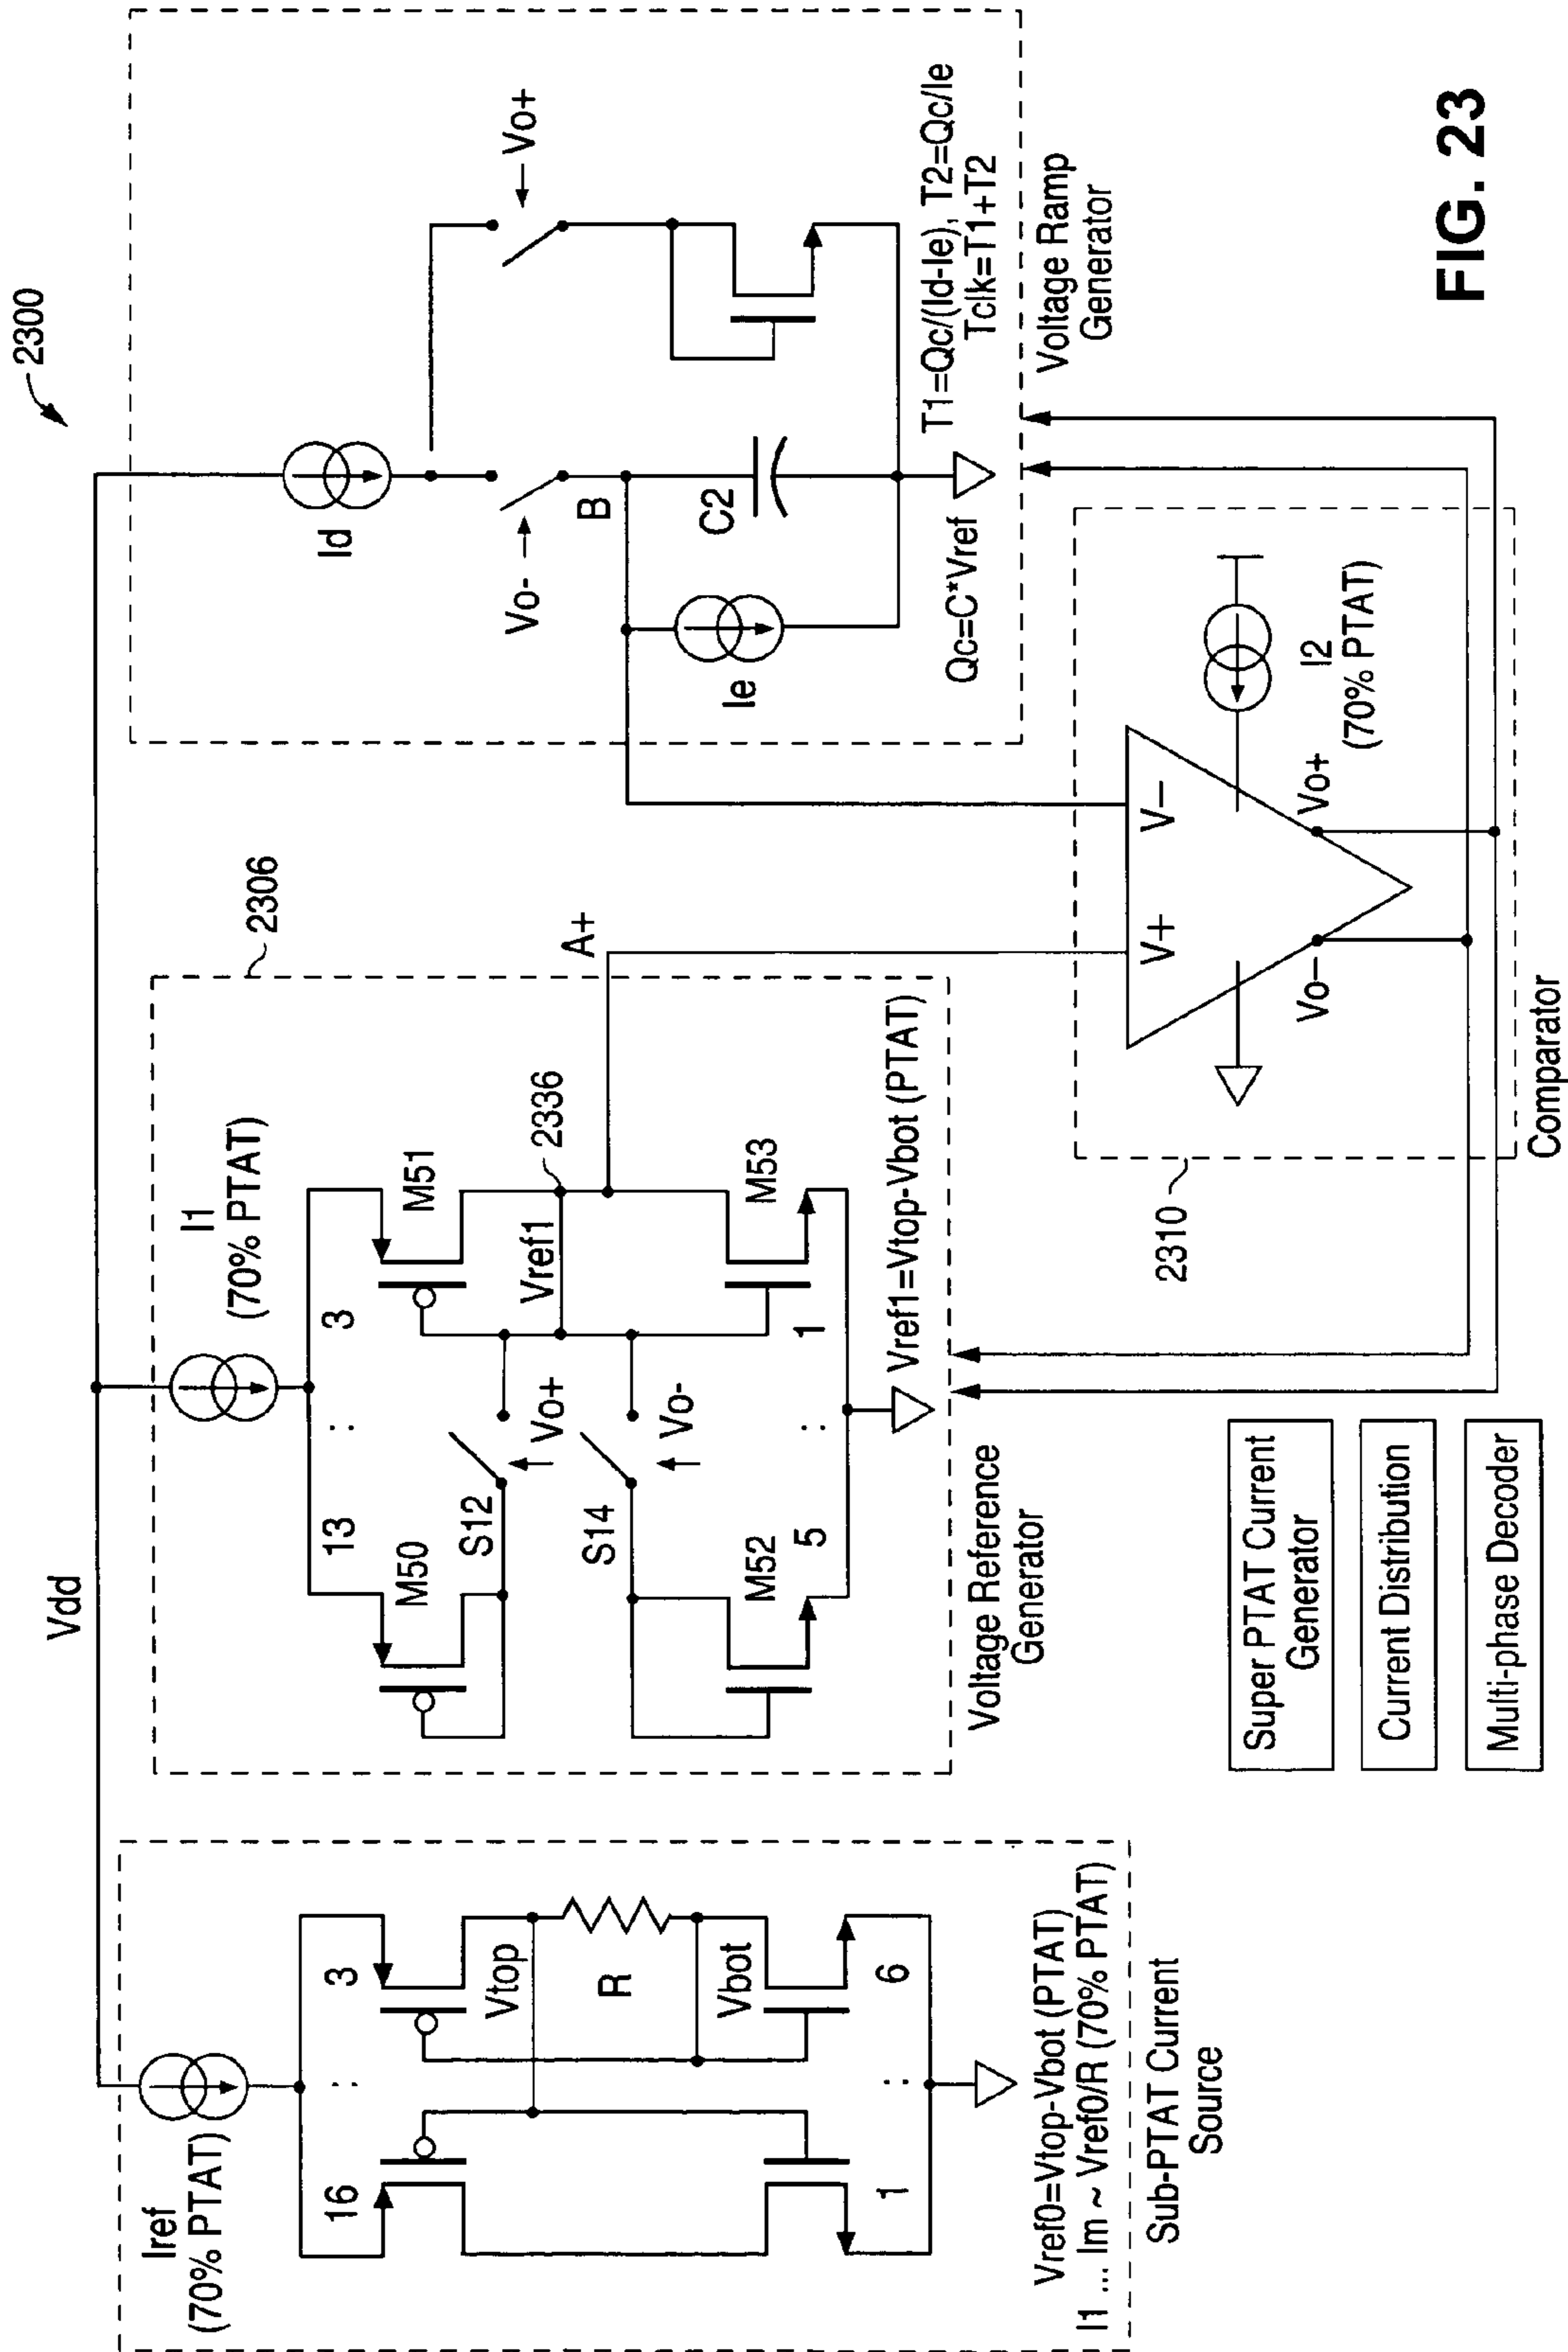 2300
Vdd
Iref
(70% PTAT)
16
3
Vtop
R
Vbot
:
:
1
6
Vref0=Vtop-Vbot (PTAT)
I1 ... Im ~ Vref0/R (70% PTAT)
Sub-PTAT Current
Source
I1
(70% PTAT)
2306
13
:
3
M50
M51
S12
Vo+
Vref1
2336
S14
Vo-
M52
M53
5
:
1
Vref1=Vtop-Vbot (PTAT)
Voltage Reference
Generator
A+
Id
Vo-
Vo+
B
Ie
C2
Qc=C*Vref
T1=Qc/(Id-Ie), T2=Qc/Ie
Tclk=T1+T2
Voltage Ramp
Generator
V+
V−
I2
(70% PTAT)
Vo−
Vo+
2310
Comparator
Super PTAT Current
Generator
Current Distribution
Multi-phase Decoder
FIG. 23